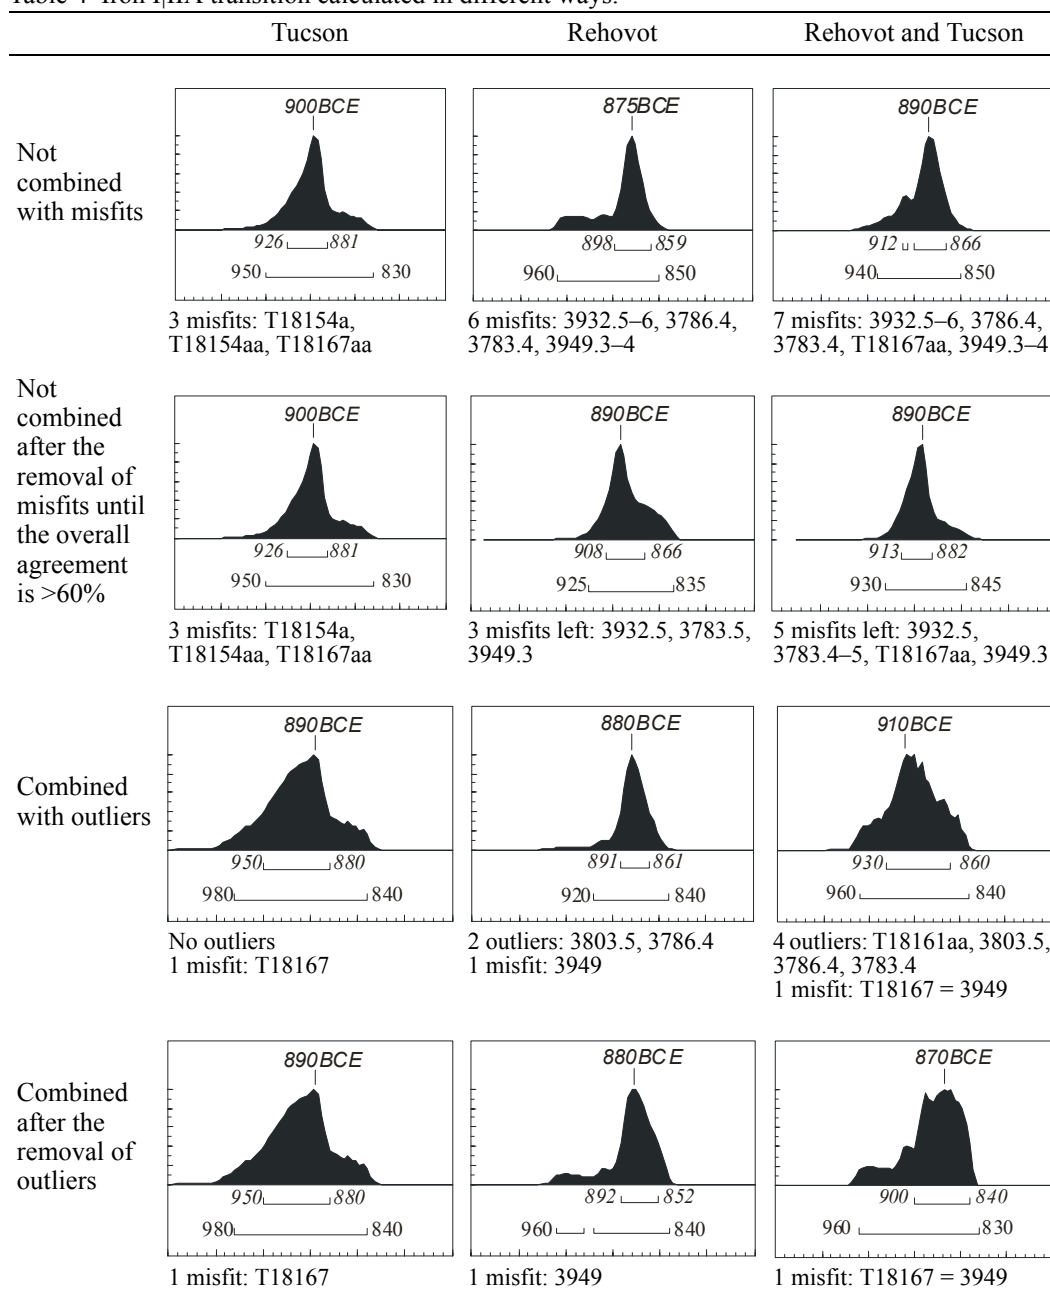 Table 4 Iron I|IIA transition calculated in different ways.
Tucson Rehovot Rehovot and Tucson
Not
combined
with misfits
900BCE
926 881
950 830
3 misfits: T18154a,
T18154aa, T18167aa
875BCE
898 859
960 850
6 misfits: 3932.5–6, 3786.4,
3783.4, 3949.3–4
890BCE
912 866
940 850
7 misfits: 3932.5–6, 3786.4,
3783.4, T18167aa, 3949.3–4
Not
combined
after the
removal of
misfits until
the overall
agreement
is >60%
900BCE
926 881
950 830
3 misfits: T18154a,
T18154aa, T18167aa
890BCE
908 866
925 835
3 misfits left: 3932.5, 3783.5,
3949.3
890BCE
913 882
930 845
5 misfits left: 3932.5,
3783.4–5, T18167aa, 3949.3
Combined
with outliers
890BCE
950 880
980 840
No outliers
1 misfit: T18167
880BCE
891 861
920 840
2 outliers: 3803.5, 3786.4
1 misfit: 3949
910BCE
930 860
960 840
4 outliers: T18161aa, 3803.5,
3786.4, 3783.4
1 misfit: T18167 = 3949
Combined
after the
removal of
outliers
890BCE
950 880
980 840
1 misfit: T18167
880BCE
892 852
960 840
1 misfit: 3949
870BCE
900 840
960 830
1 misfit: T18167 = 3949